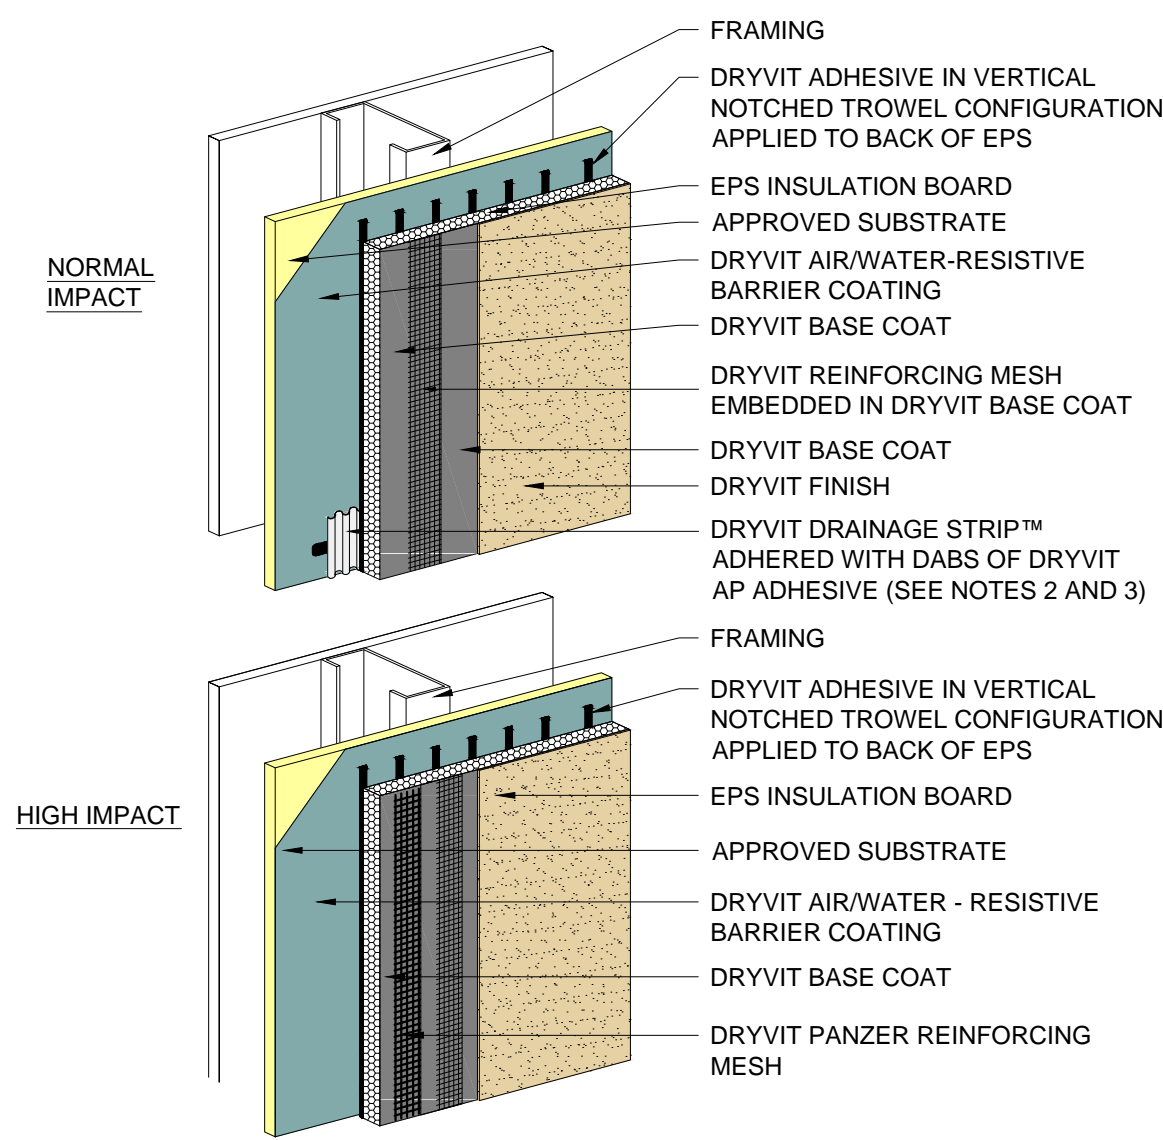 FRAMING
DRYVIT ADHESIVE IN VERTICAL
NOTCHED TROWEL CONFIGURATION
APPLIED TO BACK OF EPS
EPS INSULATION BOARD
APPROVED SUBSTRATE
NORMAL
IMPACT
DRYVIT AIR/WATER-RESISTIVE
BARRIER COATING
DRYVIT BASE COAT
DRYVIT REINFORCING MESH
EMBEDDED IN DRYVIT BASE COAT
DRYVIT BASE COAT
DRYVIT FINISH
DRYVIT DRAINAGE STRIP™
ADHERED WITH DABS OF DRYVIT
AP ADHESIVE (SEE NOTES 2 AND 3)
FRAMING
DRYVIT ADHESIVE IN VERTICAL
NOTCHED TROWEL CONFIGURATION
APPLIED TO BACK OF EPS
HIGH IMPACT
EPS INSULATION BOARD
APPROVED SUBSTRATE
DRYVIT AIR/WATER - RESISTIVE
BARRIER COATING
DRYVIT BASE COAT
DRYVIT PANZER REINFORCING
MESH